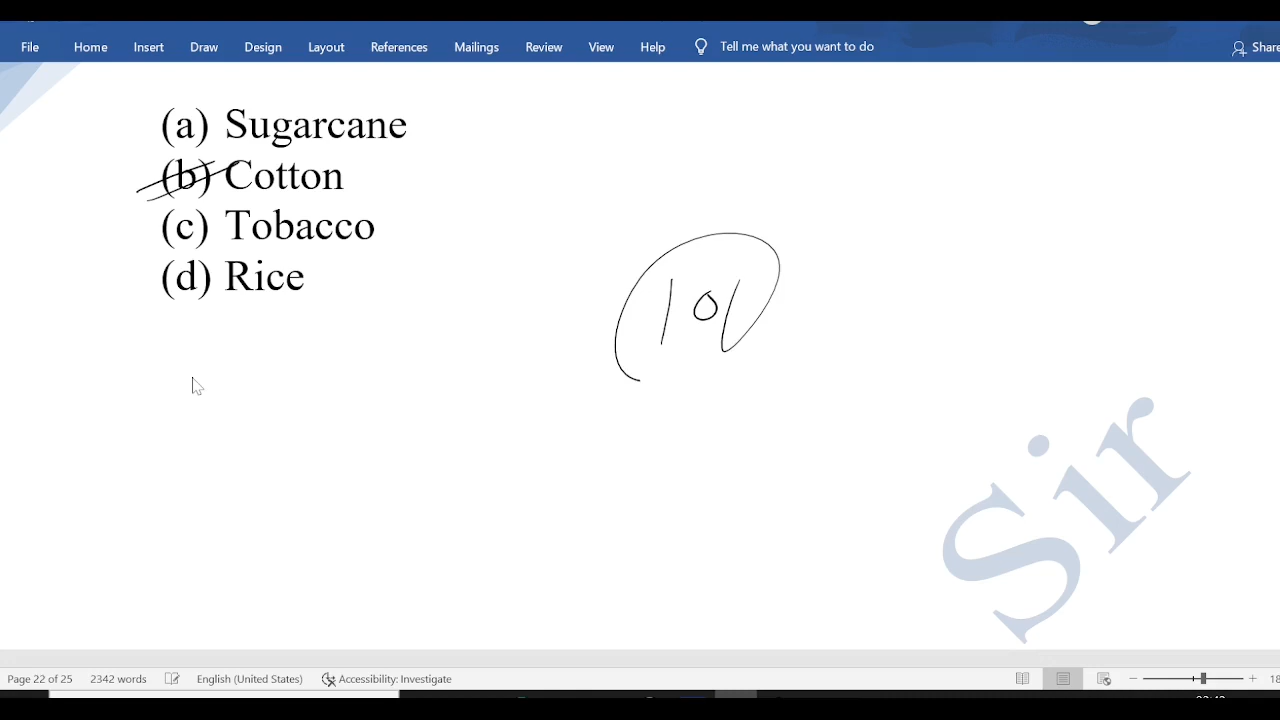 File Home Insert Draw Design Layout References Mailings Review View Help Tell me what you want to do Share
(a) Sugarcane
(b) Cotton
(c) Tobacco
(d) Rice
Sir
Page 22 of 25 2342 words English (United States) Accessibility: Investigate